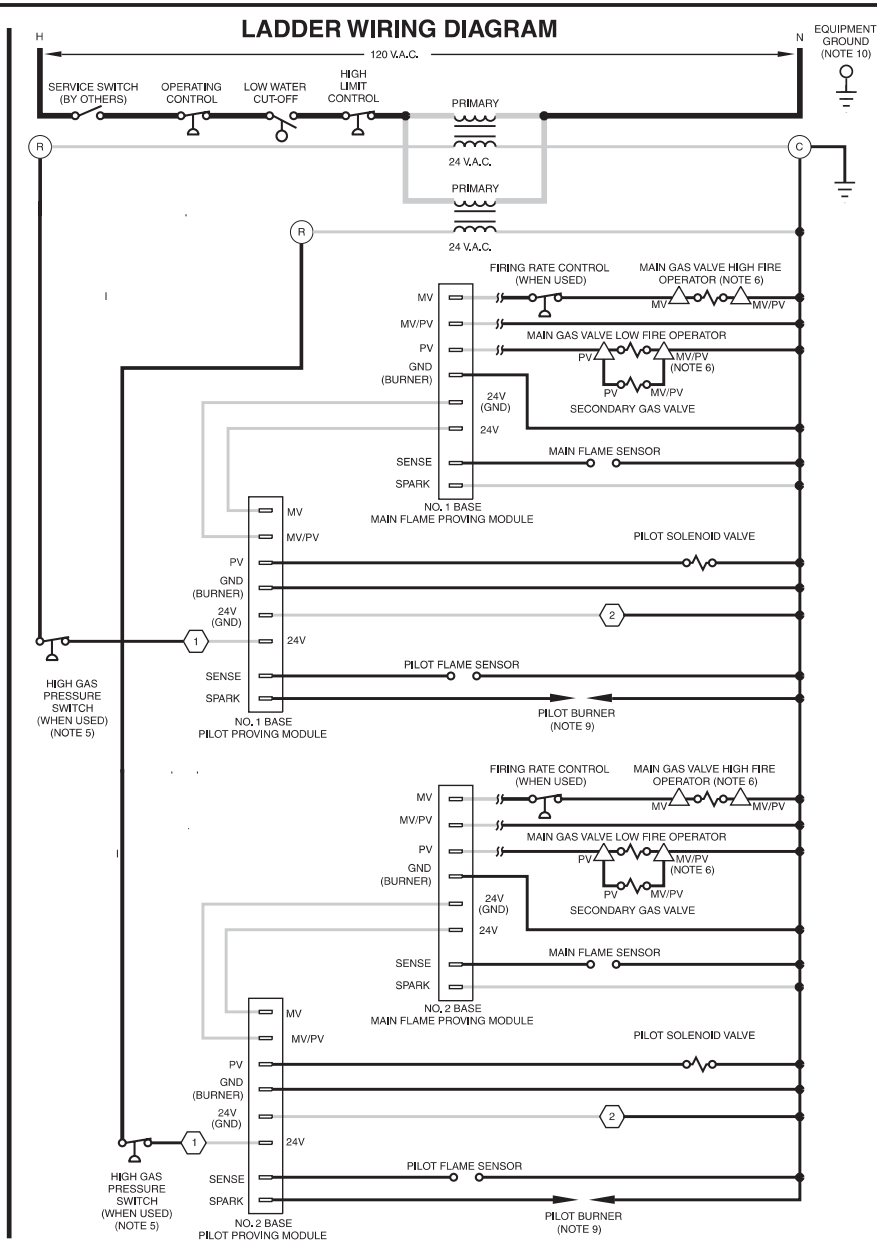 LADDER WIRING DIAGRAM
H
N
EQUIPMENT
GROUND
(NOTE 10)
120 V.A.C.
SERVICE SWITCH
(BY OTHERS)
OPERATING
CONTROL
LOW WATER
CUT-OFF
HIGH
LIMIT
CONTROL
PRIMARY
R
C
24 V.A.C.
PRIMARY
R
24 V.A.C.
FIRING RATE CONTROL
(WHEN USED)
MAIN GAS VALVE HIGH FIRE
OPERATOR (NOTE 6)
MV
MV
MV/PV
MV/PV
MAIN GAS VALVE LOW FIRE OPERATOR
PV
PV
MV/PV
(NOTE 6)
GND
(BURNER)
PV
MV/PV
24V
(GND)
SECONDARY GAS VALVE
24V
MAIN FLAME SENSOR
SENSE
SPARK
NO. 1 BASE
MAIN FLAME PROVING MODULE
MV
MV/PV
PILOT SOLENOID VALVE
PV
GND
(BURNER)
24V
(GND)
2
1
24V
PILOT FLAME SENSOR
SENSE
SPARK
HIGH GAS
PRESSURE
SWITCH
(WHEN USED)
(NOTE 5)
PILOT BURNER
(NOTE 9)
NO. 1 BASE
PILOT PROVING MODULE
FIRING RATE CONTROL
(WHEN USED)
MAIN GAS VALVE HIGH FIRE
OPERATOR (NOTE 6)
MV
MV
MV/PV
MV/PV
MAIN GAS VALVE LOW FIRE OPERATOR
PV
PV
MV/PV
(NOTE 6)
GND
(BURNER)
PV
MV/PV
24V
(GND)
SECONDARY GAS VALVE
24V
MAIN FLAME SENSOR
SENSE
SPARK
NO. 2 BASE
MAIN FLAME PROVING MODULE
MV
MV/PV
PILOT SOLENOID VALVE
PV
GND
(BURNER)
24V
(GND)
2
1
24V
PILOT FLAME SENSOR
SENSE
SPARK
HIGH GAS
PRESSURE
SWITCH
(WHEN USED)
(NOTE 5)
PILOT BURNER
(NOTE 9)
NO. 2 BASE
PILOT PROVING MODULE